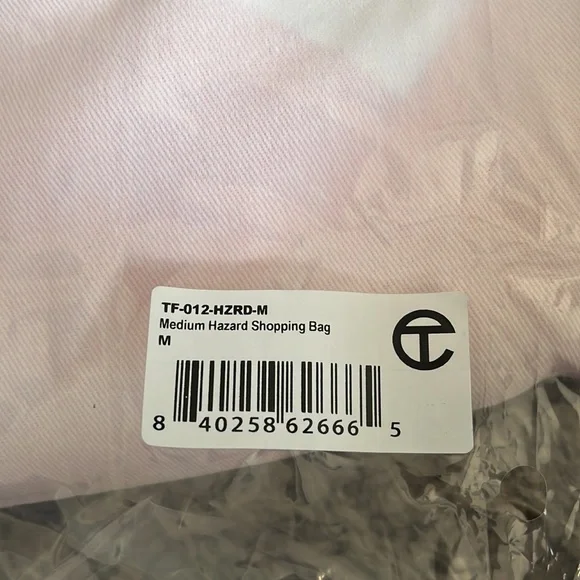 TF-012-HZRD-M
Medium Hazard Shopping Bag
M
8 40258 62666 5